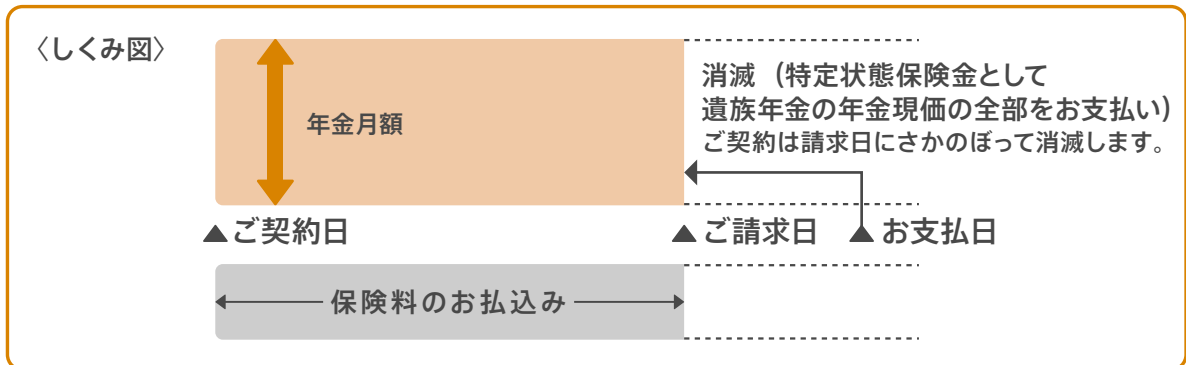 〈しくみ図〉
年金月額
消滅（特定状態保険金として
遺族年金の年金現価の全部をお支払い）
ご契約は請求日にさかのぼって消滅します。
▲ご契約日
▲ご請求日
▲お支払日
保険料のお払込み